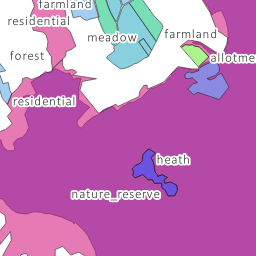 farmland
residential
meadow
farmland
forest
allotme
residential
heath
nature_reserve